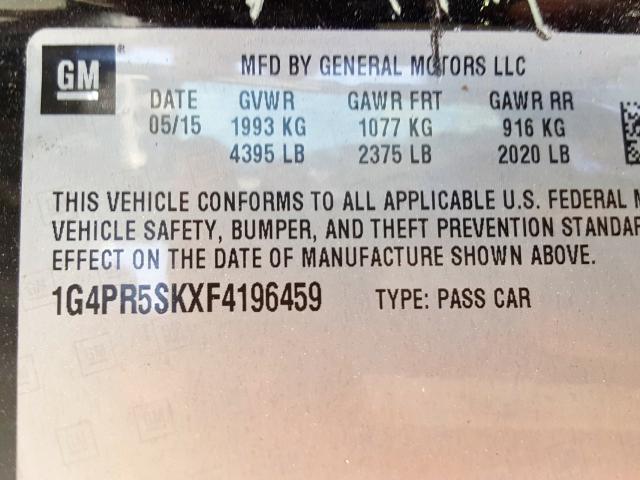 GM ®
MFD BY GENERAL MOTORS LLC
DATE GVWR GAWR FRT GAWR RR
05/15 1993 KG 1077 KG 916 KG
4395 LB 2375 LB 2020 LB
THIS VEHICLE CONFORMS TO ALL APPLICABLE U.S. FEDERAL M
VEHICLE SAFETY, BUMPER, AND THEFT PREVENTION STANDAR
EFFECT ON THE DATE OF MANUFACTURE SHOWN ABOVE.
1G4PR5SKXF4196459 TYPE: PASS CAR